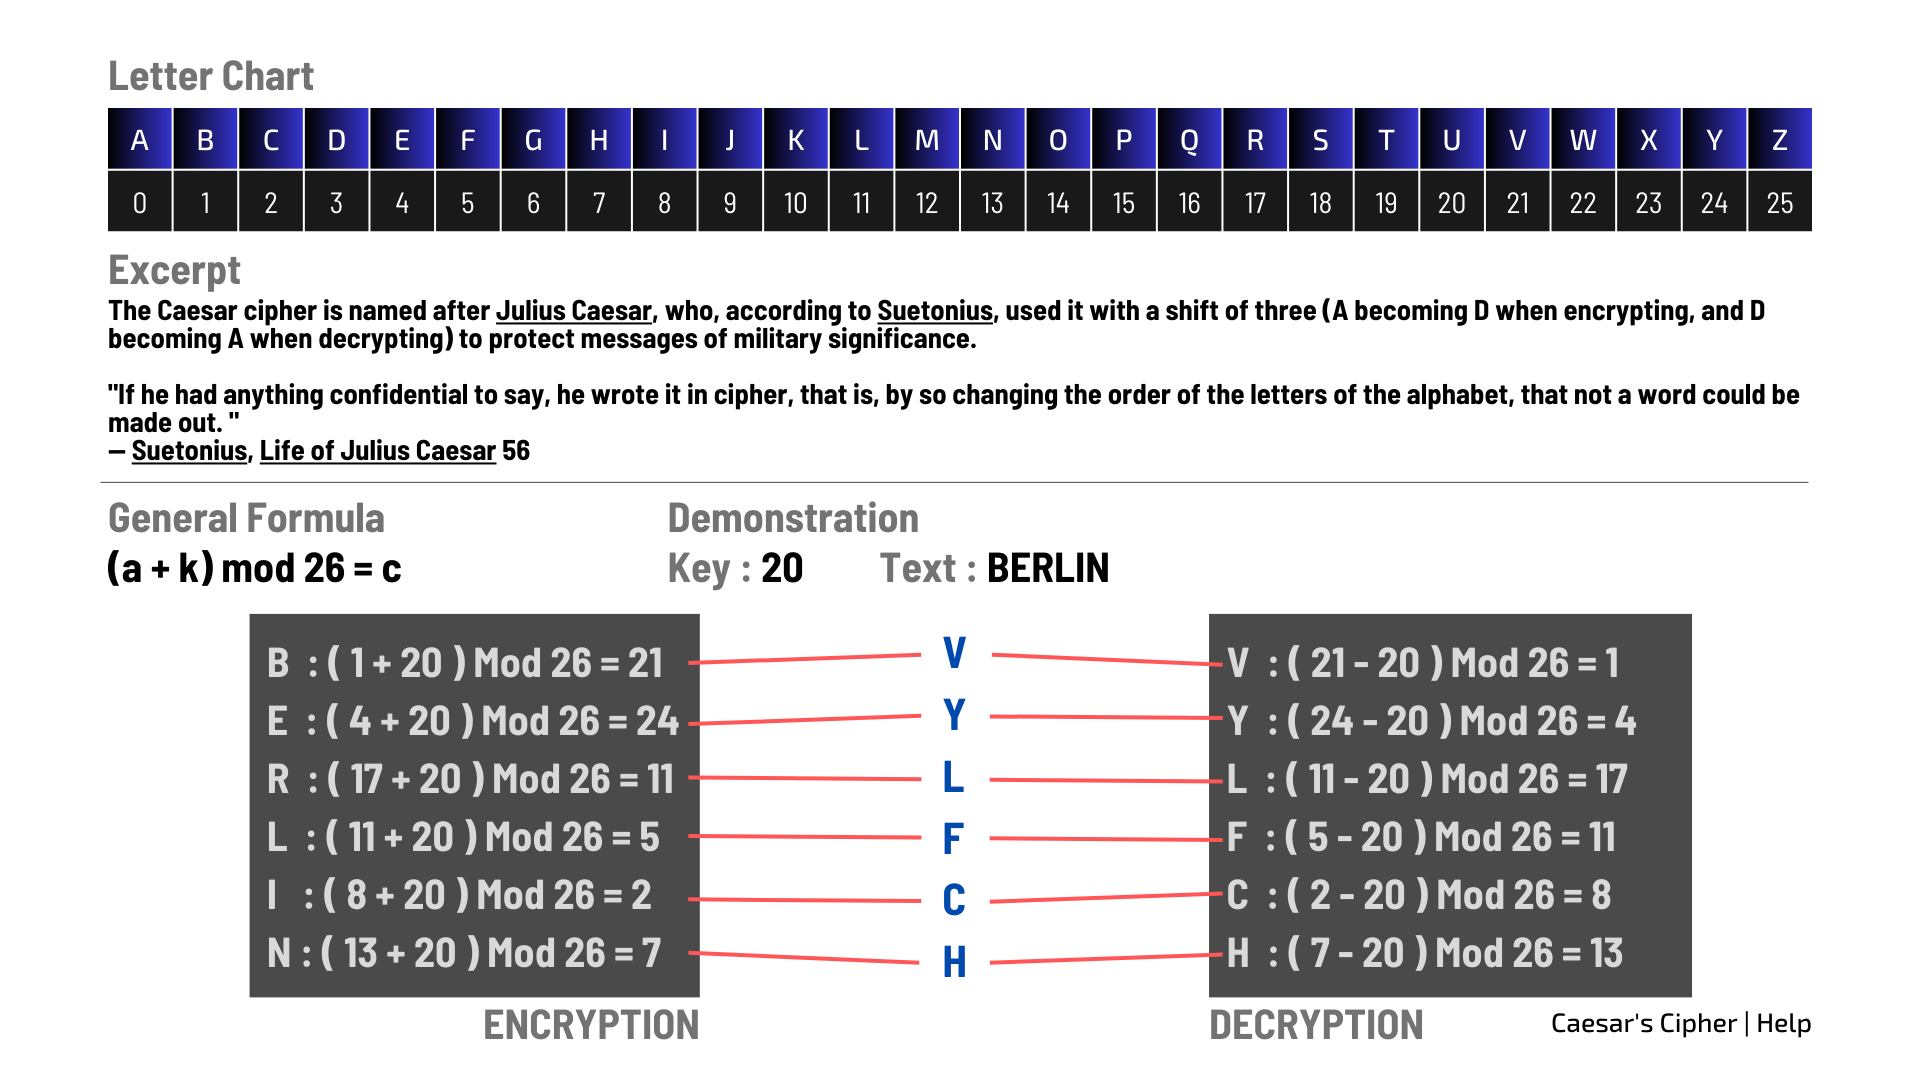 Letter Chart
A B C D E F G H I J K L M N O P Q R S T U V W X Y Z
0 1 2 3 4 5 6 7 8 9 10 11 12 13 14 15 16 17 18 19 20 21 22 23 24 25
Excerpt
The Caesar cipher is named after Julius Caesar, who, according to Suetonius, used it with a shift of three (A becoming D when encrypting, and D
becoming A when decrypting) to protect messages of military significance.
"If he had anything confidential to say, he wrote it in cipher, that is, by so changing the order of the letters of the alphabet, that not a word could be
made out. "
– Suetonius, Life of Julius Caesar 56
General Formula
(a + k) mod 26 = c
Demonstration
Key : 20 Text : BERLIN
B : ( 1 + 20 ) Mod 26 = 21
E : ( 4 + 20 ) Mod 26 = 24
R : ( 17 + 20 ) Mod 26 = 11
L : ( 11 + 20 ) Mod 26 = 5
I : ( 8 + 20 ) Mod 26 = 2
N : ( 13 + 20 ) Mod 26 = 7
ENCRYPTION
V
Y
L
F
C
H
V : ( 21 - 20 ) Mod 26 = 1
Y : ( 24 - 20 ) Mod 26 = 4
L : ( 11 - 20 ) Mod 26 = 17
F : ( 5 - 20 ) Mod 26 = 11
C : ( 2 - 20 ) Mod 26 = 8
H : ( 7 - 20 ) Mod 26 = 13
DECRYPTION
Caesar's Cipher | Help